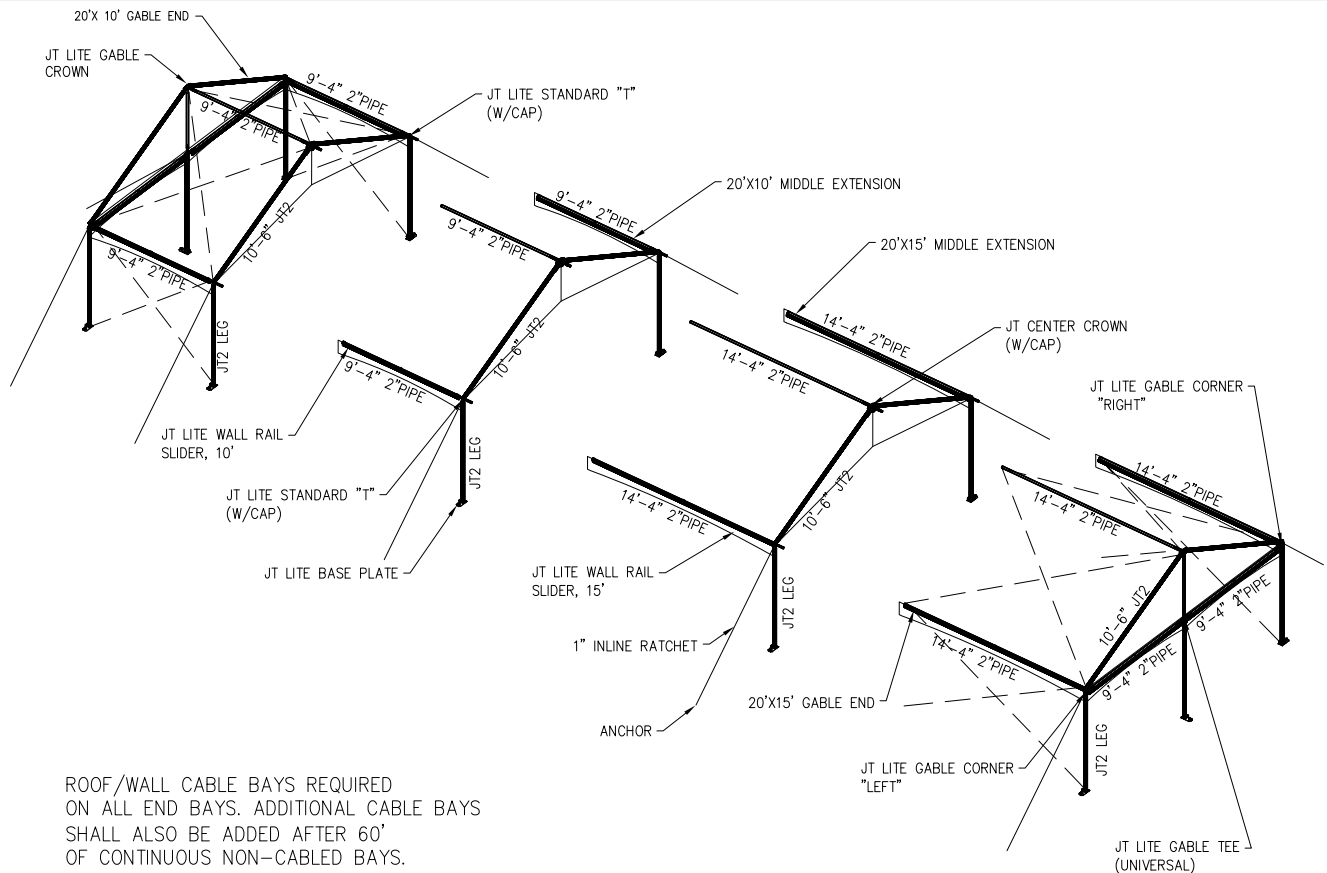 20'X 10' GABLE END
JT LITE GABLE
CROWN
9'-4" 2"PIPE
9'-4" 2"PIPE
JT LITE STANDARD "T"
(W/CAP)
10'-6" JT2
9'-4" 2"PIPE
JT2 LEG
20'X10' MIDDLE EXTENSION
9'-4" 2"PIPE
9'-4" 2"PIPE
10'-6" JT2
9'-4" 2"PIPE
JT LITE WALL RAIL
SLIDER, 10'
JT2 LEG
JT LITE STANDARD "T"
(W/CAP)
JT LITE BASE PLATE
20'X15' MIDDLE EXTENSION
14'-4" 2"PIPE
14'-4" 2"PIPE
JT CENTER CROWN
(W/CAP)
10'-6" JT2
14'-4" 2"PIPE
JT LITE WALL RAIL
SLIDER, 15'
JT2 LEG
1" INLINE RATCHET
ANCHOR
JT LITE GABLE CORNER
"RIGHT"
14'-4" 2"PIPE
14'-4" 2"PIPE
10'-6" JT2
9'-4" 2"PIPE
9'-4" 2"PIPE
14'-4" 2"PIPE
20'X15' GABLE END
JT2 LEG
JT LITE GABLE CORNER
"LEFT"
JT LITE GABLE TEE
(UNIVERSAL)
ROOF/WALL CABLE BAYS REQUIRED
ON ALL END BAYS. ADDITIONAL CABLE BAYS
SHALL ALSO BE ADDED AFTER 60'
OF CONTINUOUS NON-CABLED BAYS.